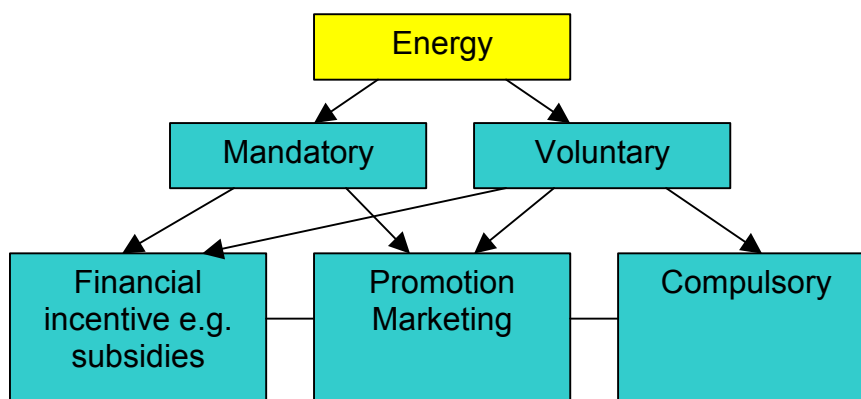 Energy
Mandatory
Voluntary
Financial
incentive e.g.
subsidies
Promotion
Marketing
Compulsory